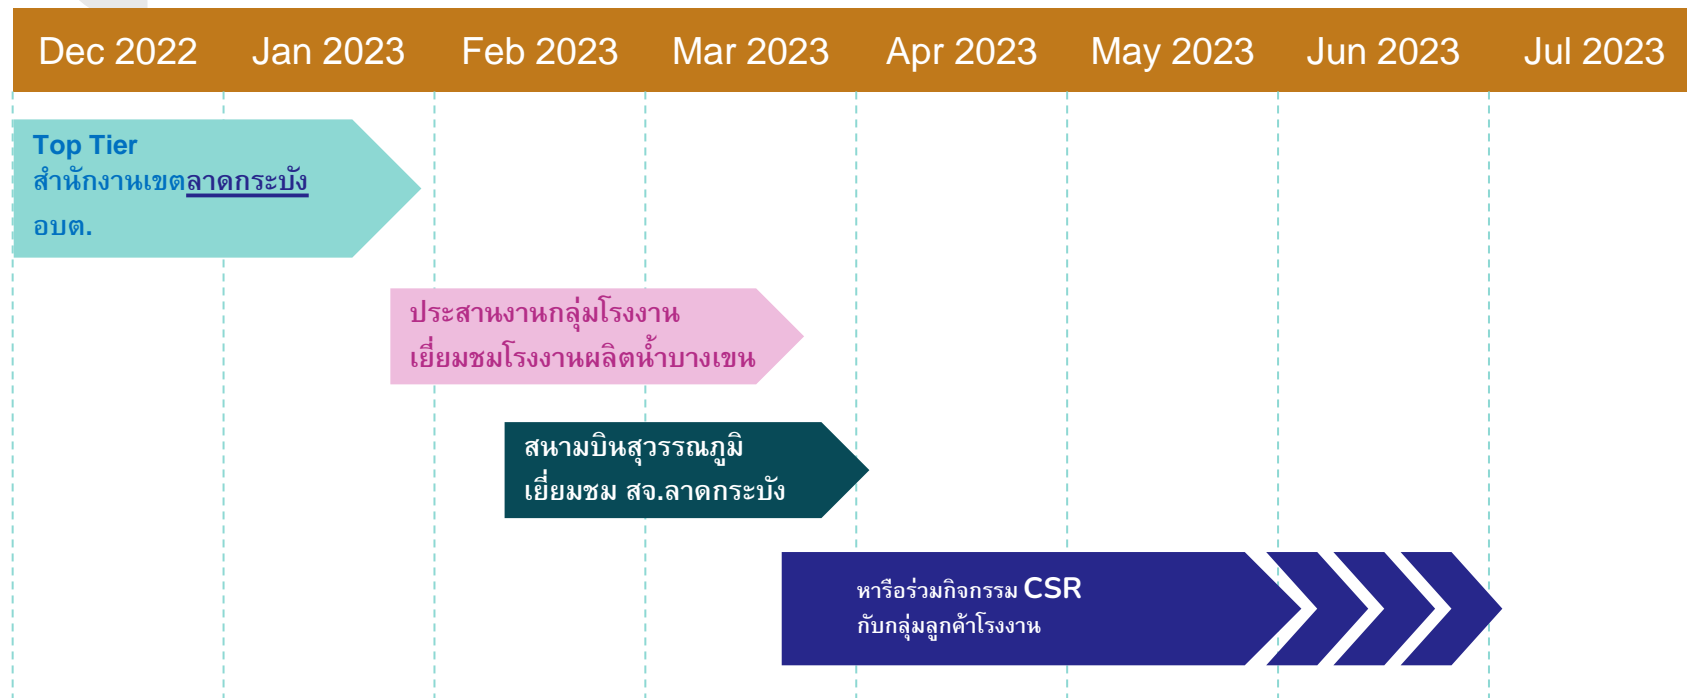 Dec 2022 Jan 2023 Feb 2023 Mar 2023 Apr 2023 May 2023 Jun 2023 Jul 2023
Top Tier
สำนักงานเขตลาดกระบัง
อบต.
ประสานงานกลุ่มโรงงาน
เยี่ยมชมโรงงานผลิตน้ำบางเขน
สนามบินสุวรรณภูมิ
เยี่ยมชม สจ.ลาดกระบัง
หารือร่วมกิจกรรม CSR
กับกลุ่มลูกค้าโรงงาน